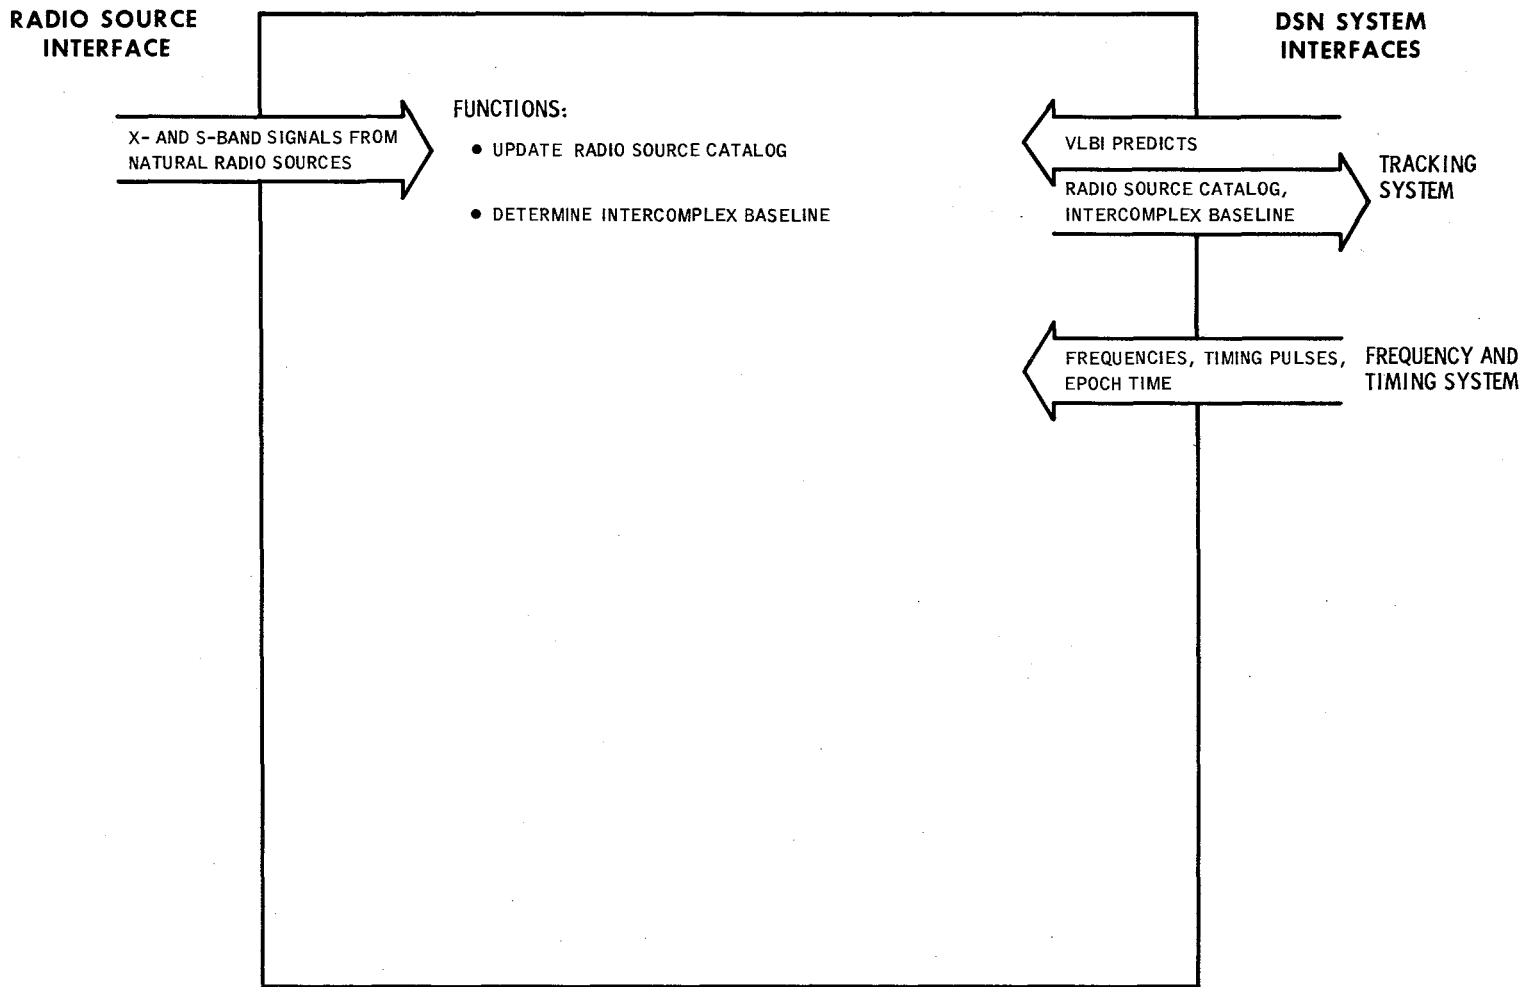 RADIO SOURCE
INTERFACE
DSN SYSTEM
INTERFACES
X- AND S-BAND SIGNALS FROM
NATURAL RADIO SOURCES
FUNCTIONS:
● UPDATE RADIO SOURCE CATALOG
● DETERMINE INTERCOMPLEX BASELINE
VLBI PREDICTS
RADIO SOURCE CATALOG,
INTERCOMPLEX BASELINE
TRACKING
SYSTEM
FREQUENCIES, TIMING PULSES,
EPOCH TIME
FREQUENCY AND
TIMING SYSTEM